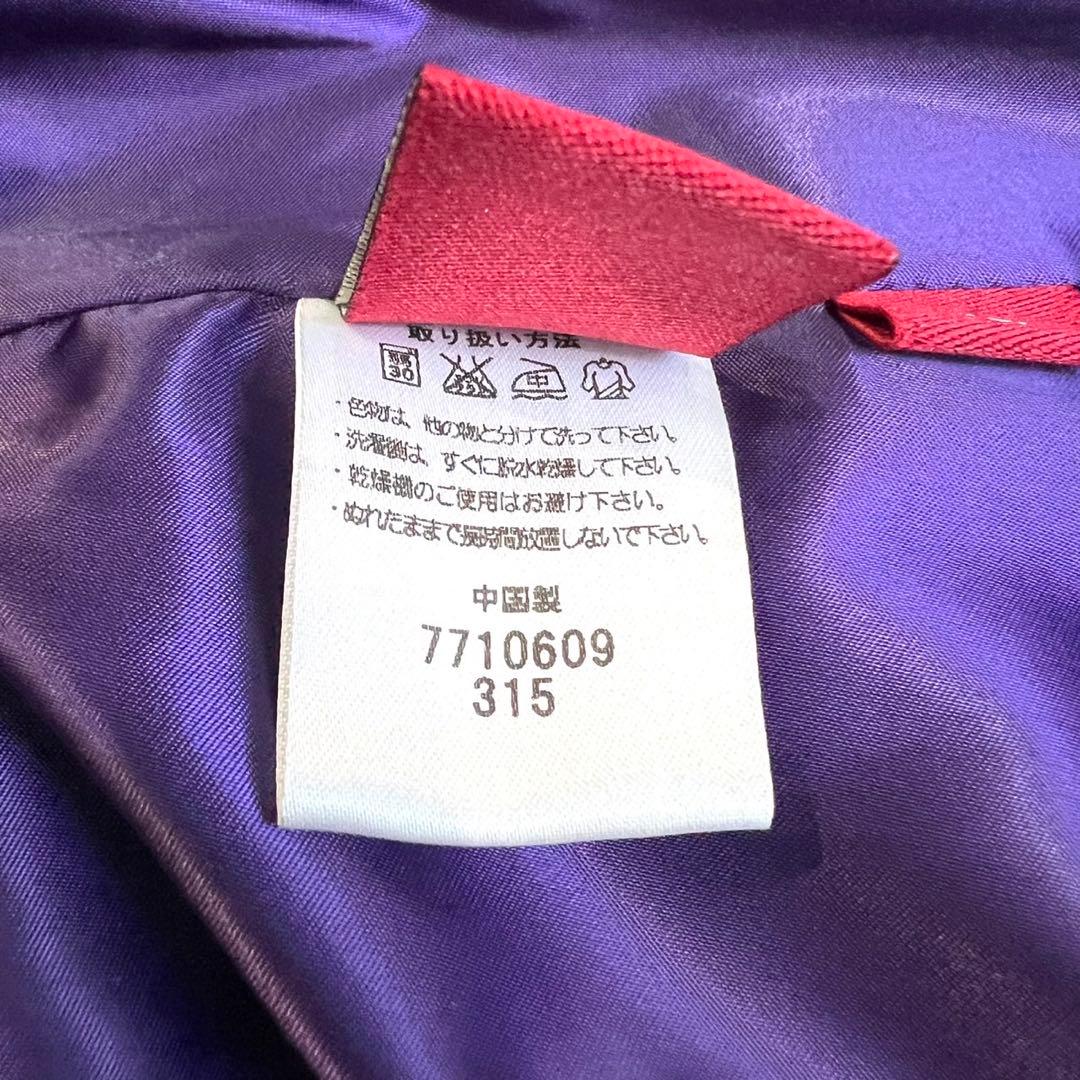 取り扱い方法
弱 30 中
・色物は、他の物と分けて洗って下さい。
・洗濯後は、すぐに脱水乾燥して下さい。
・乾燥機のご使用はお避け下さい。
・ぬれたままで長時間放置しないで下さい。
中国製
7710609
315